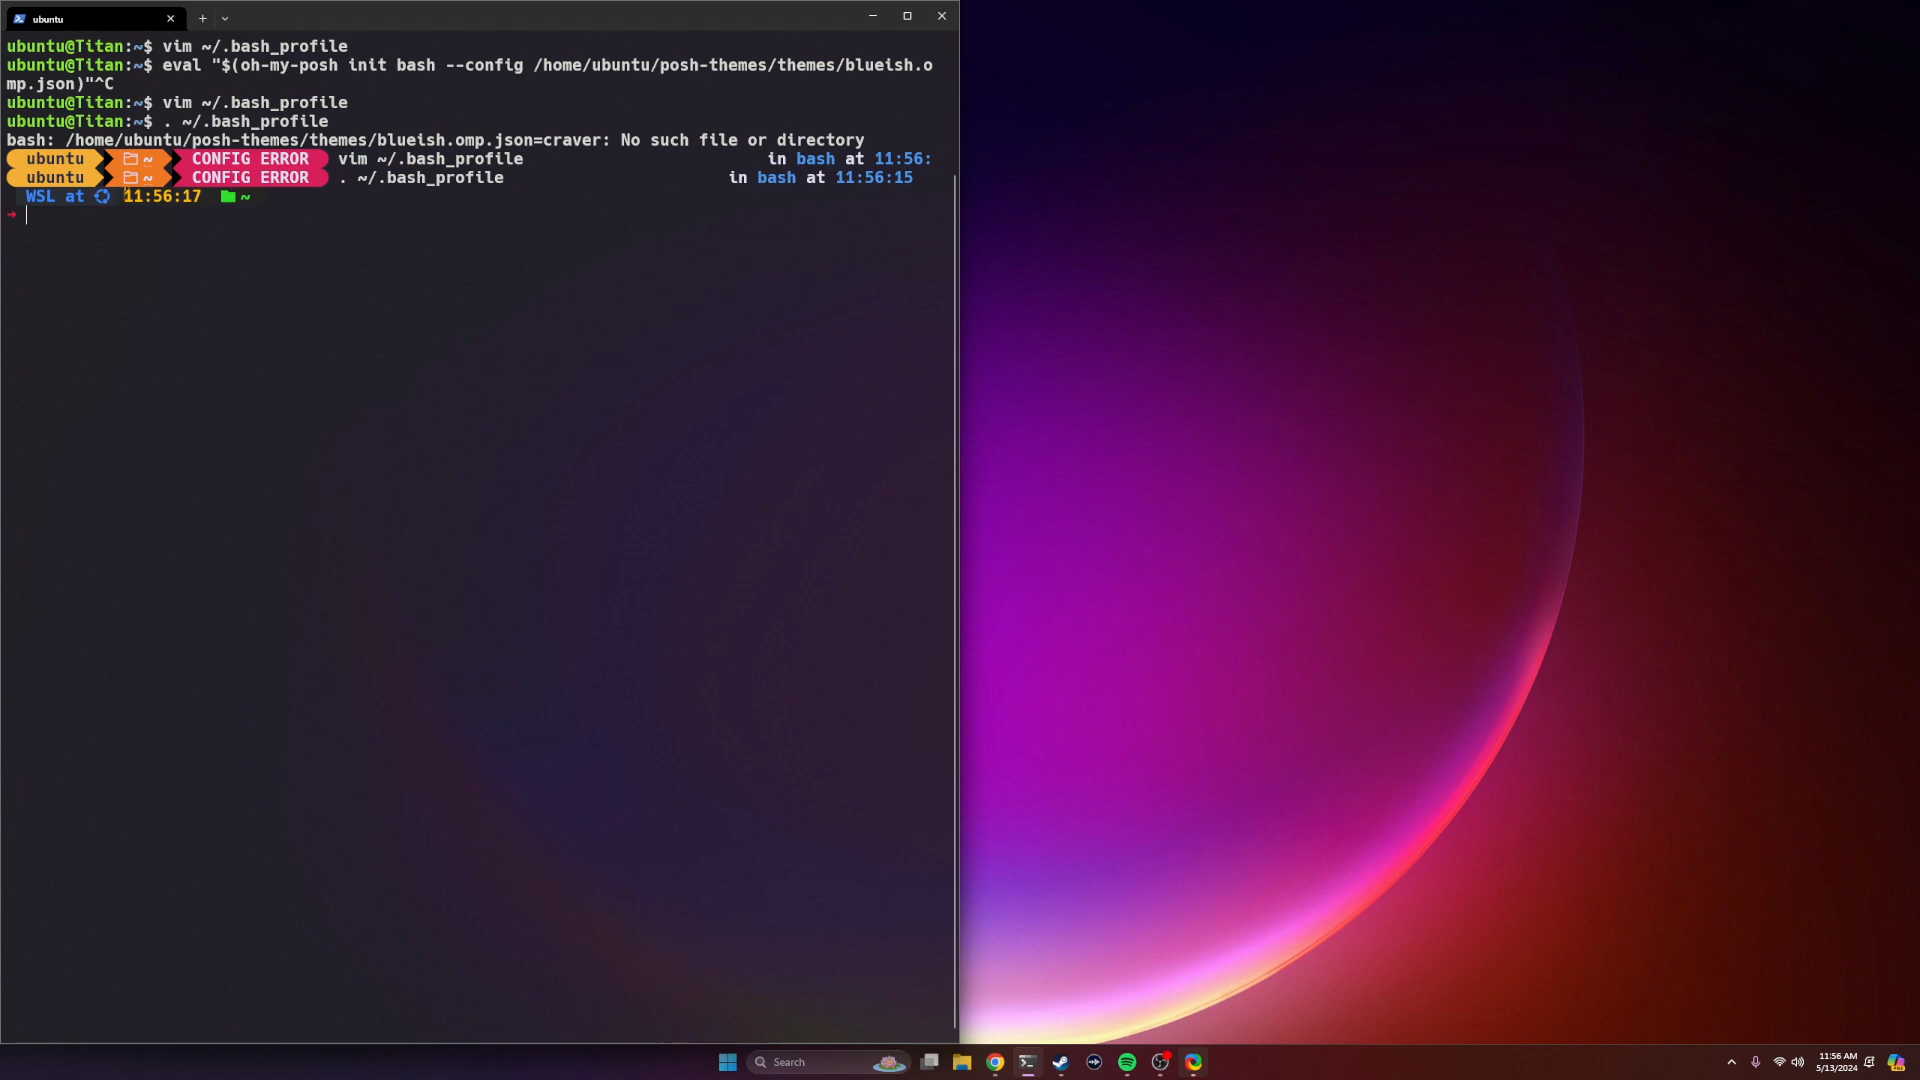 ubuntu
ubuntu@Titan:~$ vim ~/.bash_profile
ubuntu@Titan:~$ eval "$(oh-my-posh init bash --config /home/ubuntu/posh-themes/themes/blueish.o
mp.json)"^C
ubuntu@Titan:~$ vim ~/.bash_profile
ubuntu@Titan:~$ . ~/.bash_profile
bash: /home/ubuntu/posh-themes/themes/blueish.omp.json=craver: No such file or directory
ubuntu ~ CONFIG ERROR vim ~/.bash_profile in bash at 11:56:
ubuntu ~ CONFIG ERROR . ~/.bash_profile in bash at 11:56:15
WSL at 11:56:17 ~
Search
11:56 AM
5/13/2024